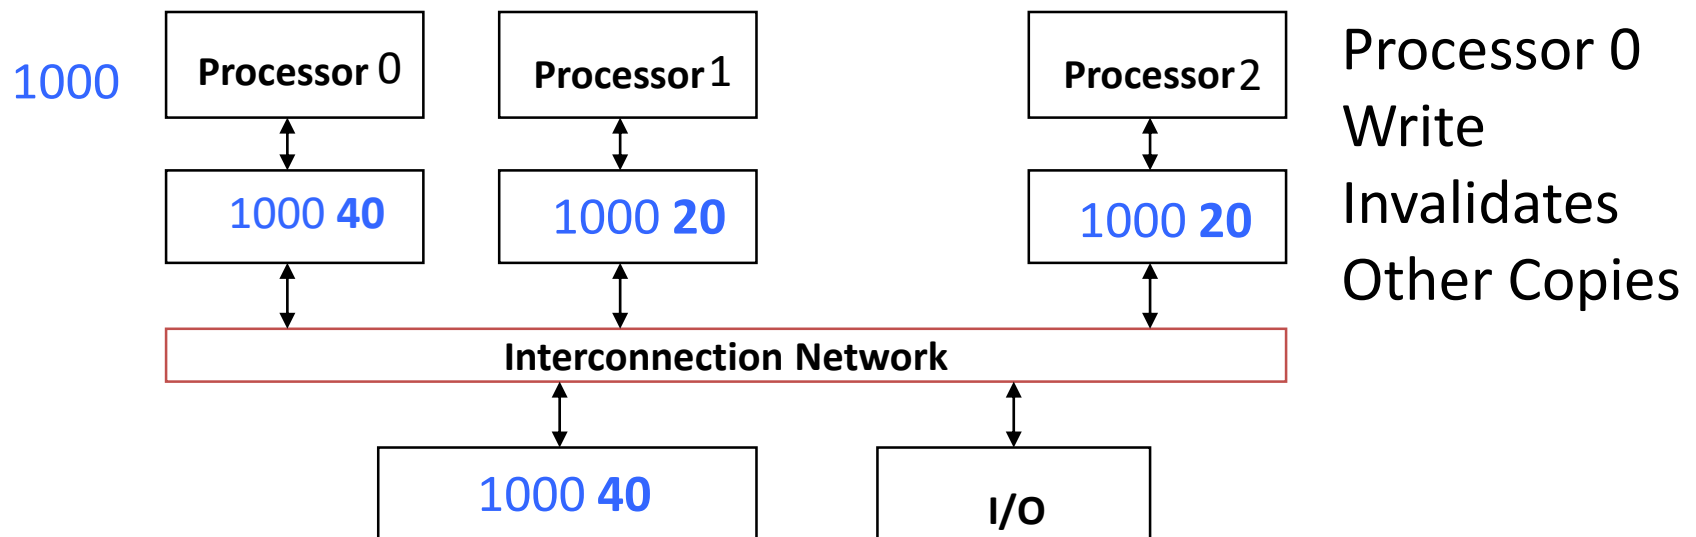 1000
Processor 0
Processor 1
Processor 2
Processor 0
Write
Invalidates
Other Copies
1000 40
1000 20
1000 20
Interconnection Network
1000 40
I/O